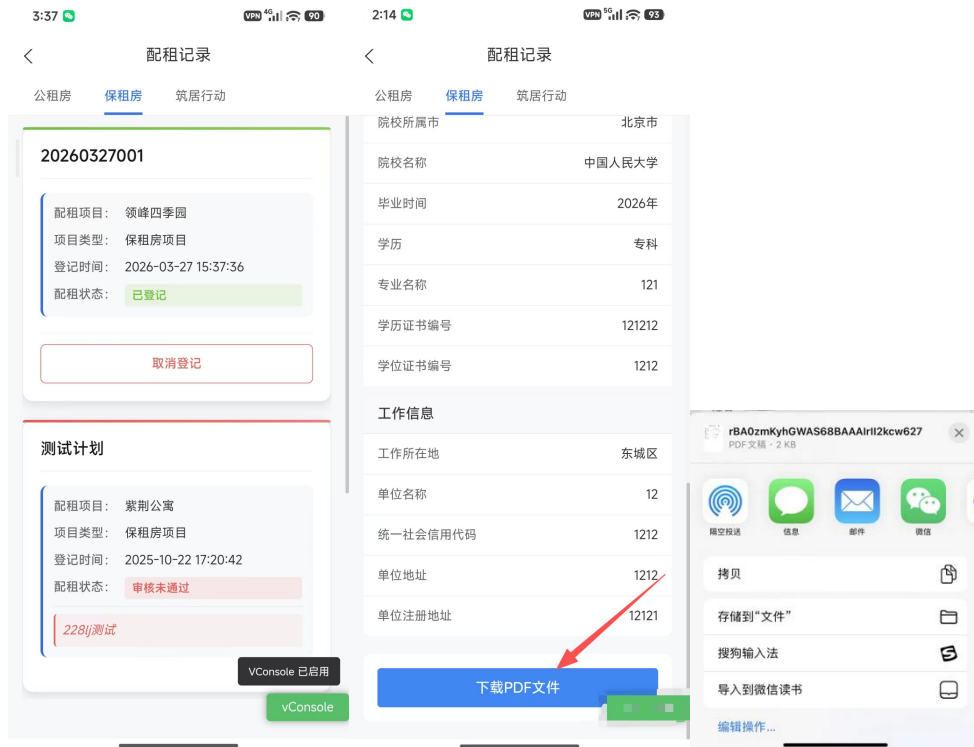 3:37
VPN 4G 90
配租记录
公租房 保租房 筑居行动
20260327001
配租项目： 领峰四季园
项目类型： 保租房项目
登记时间： 2026-03-27 15:37:36
配租状态： 已登记
取消登记
测试计划
配租项目： 紫荆公寓
项目类型： 保租房项目
登记时间： 2025-10-22 17:20:42
配租状态： 审核未通过
228lj测试
VConsole 已启用
vConsole
2:14
VPN 5G 93
配租记录
公租房 保租房 筑居行动
院校所属市 北京市
院校名称 中国人民大学
毕业时间 2026年
学历 专科
专业名称 121
学历证书编号 121212
学位证书编号 1212
工作信息
工作所在地 东城区
单位名称 12
统一社会信用代码 1212
单位地址 1212
单位注册地址 12121
下载PDF文件
rBA0zmKyhGWAS68BAAAIrII2kcw627
PDF文稿 · 2 KB
隔空投送 信息 邮件 微信
拷贝
存储到“文件”
搜狗输入法
导入到微信读书
编辑操作...